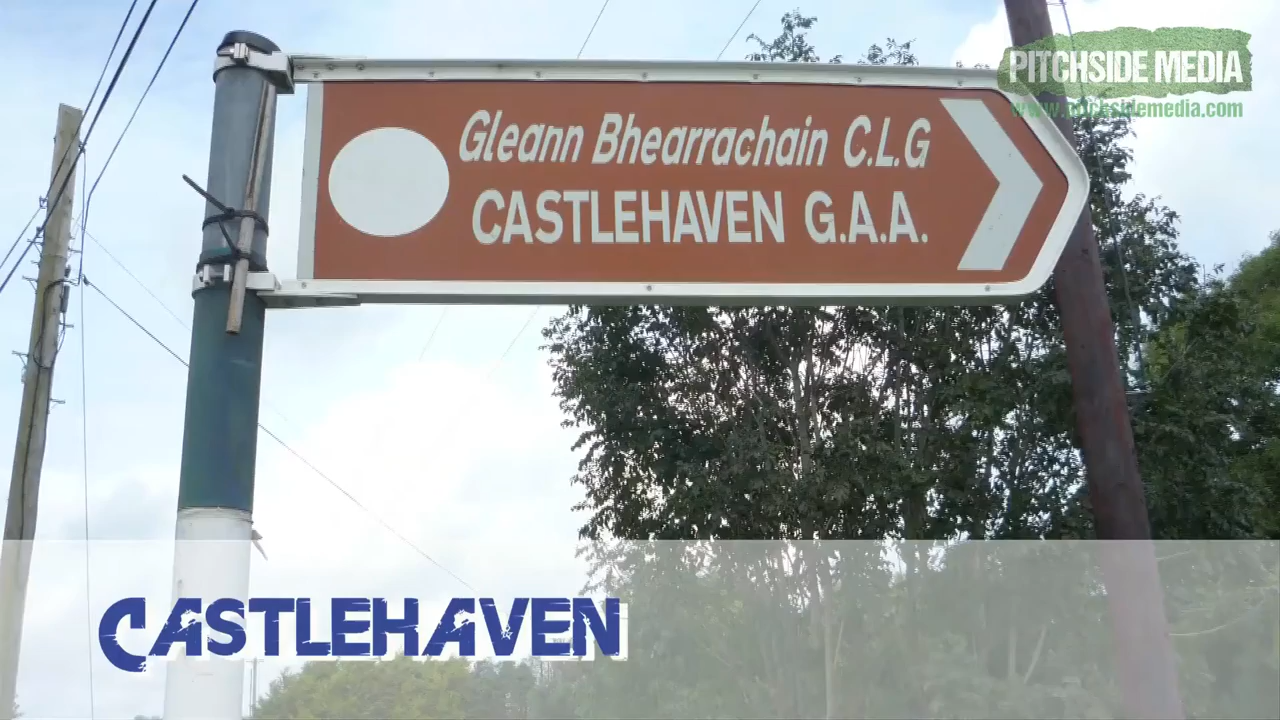 PITCHSIDE MEDIA
www.pitchsidemedia.com
Gleann Bhearrachain C.L.G
CASTLEHAVEN G.A.A.
CASTLEHAVEN